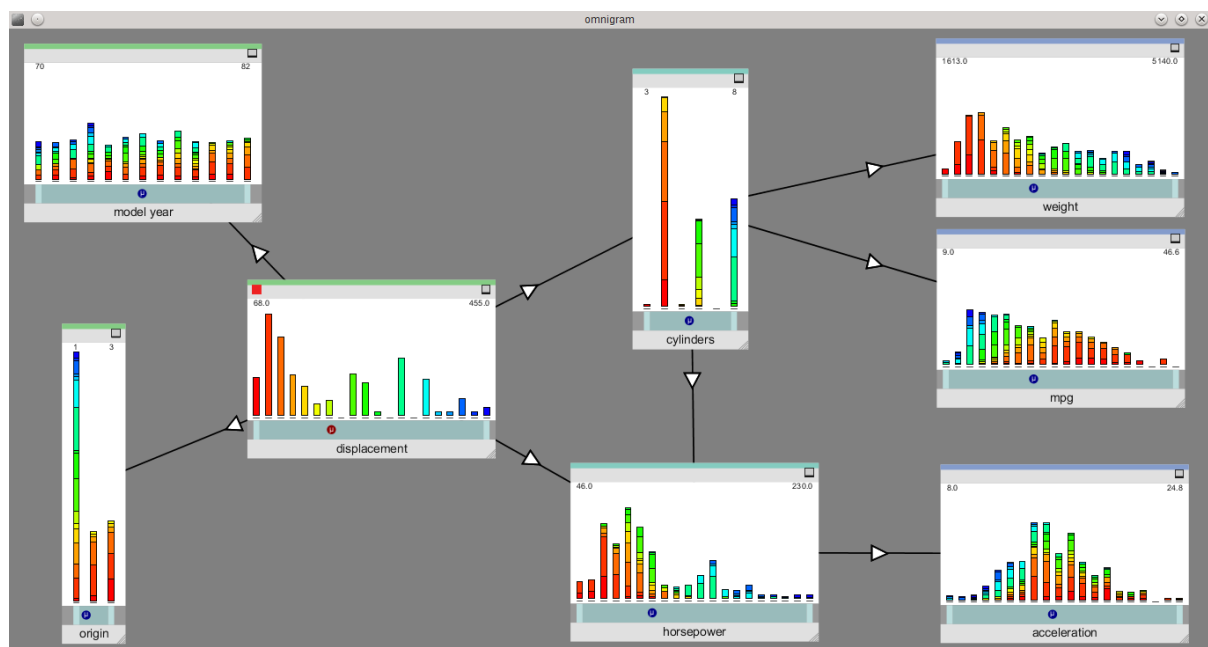 omnigram
70 82
μ
model year
3 8
μ
cylinders
1613.0 5140.0
μ
weight
9.0 46.6
μ
mpg
68.0 455.0
μ
displacement
1 3
μ
origin
46.0 230.0
μ
horsepower
8.0 24.8
μ
acceleration